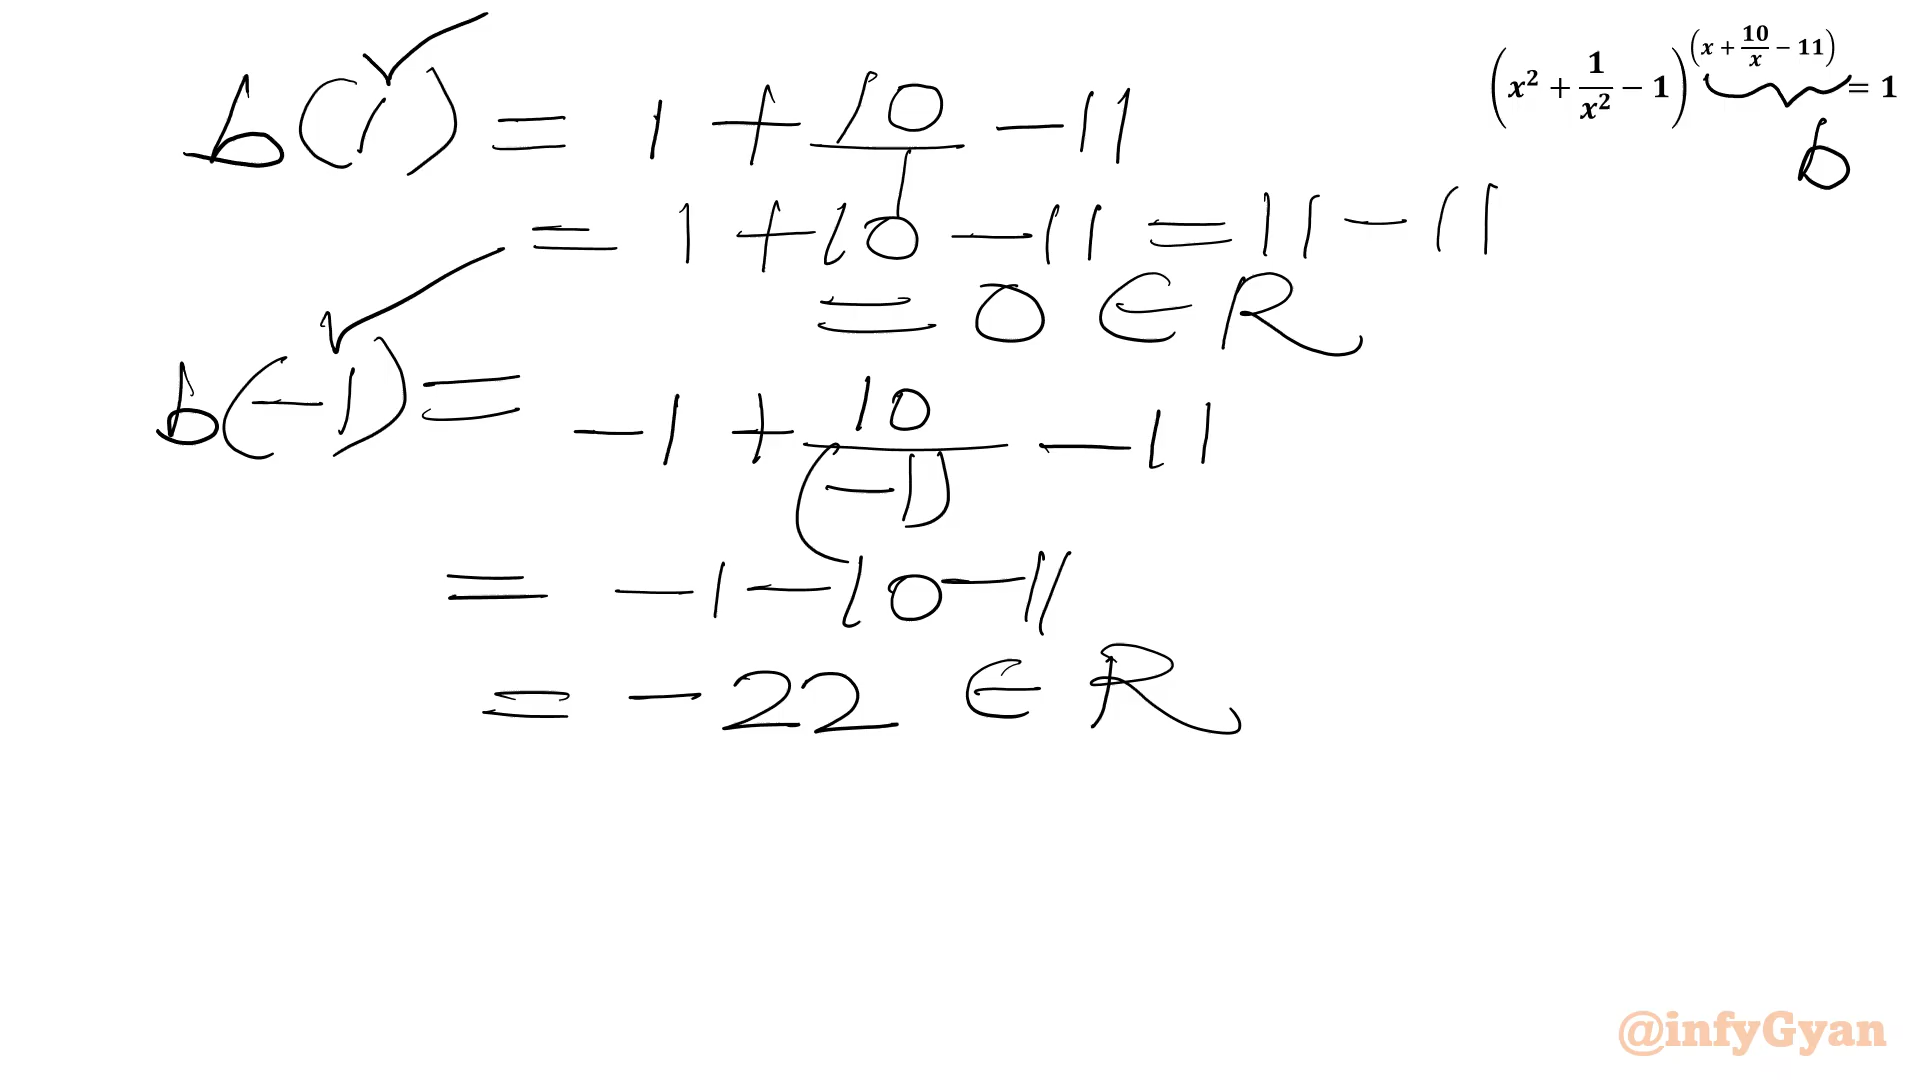 (x² + 1/x² − 1)^(x + 10/x − 11) = 1
b
b(1) = 1 + 10/1 − 11
= 1 + 10 − 11 = 11 − 11
= 0 ∈ R
b(−1) = −1 + 10/(−1) − 11
= −1 − 10 − 11
= −22 ∈ R
@infyGyan